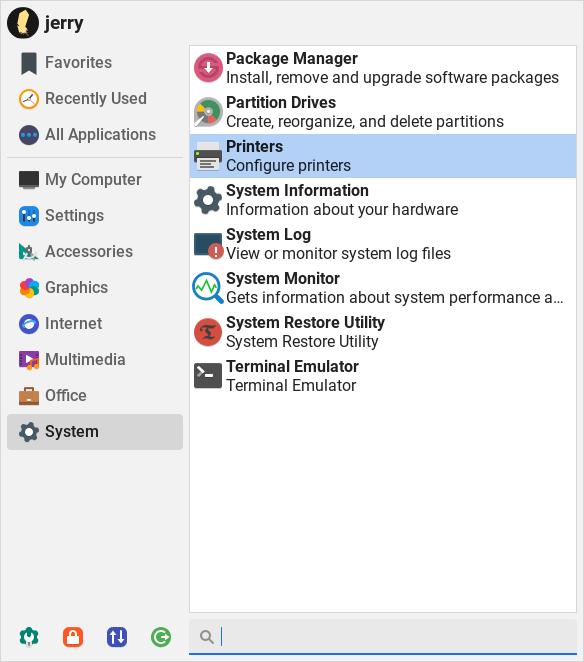 jerry
Favorites
Recently Used
All Applications
My Computer
Settings
Accessories
Graphics
Internet
Multimedia
Office
System
Package Manager
Install, remove and upgrade software packages
Partition Drives
Create, reorganize, and delete partitions
Printers
Configure printers
System Information
Information about your hardware
System Log
View or monitor system log files
System Monitor
Gets information about system performance a...
System Restore Utility
System Restore Utility
Terminal Emulator
Terminal Emulator